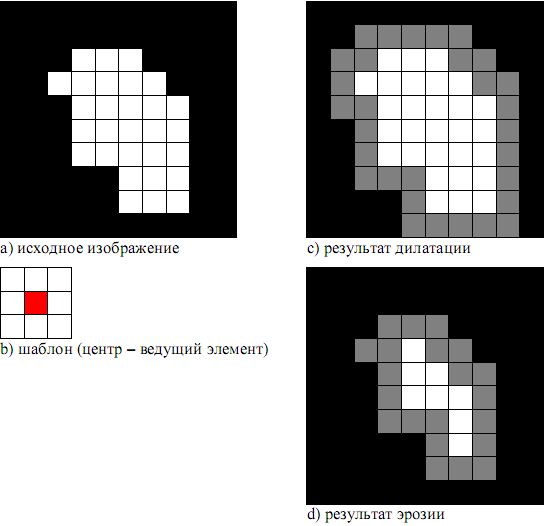 a) исходное изображение
c) результат дилатации
b) шаблон (центр – ведущий элемент)
d) результат эрозии